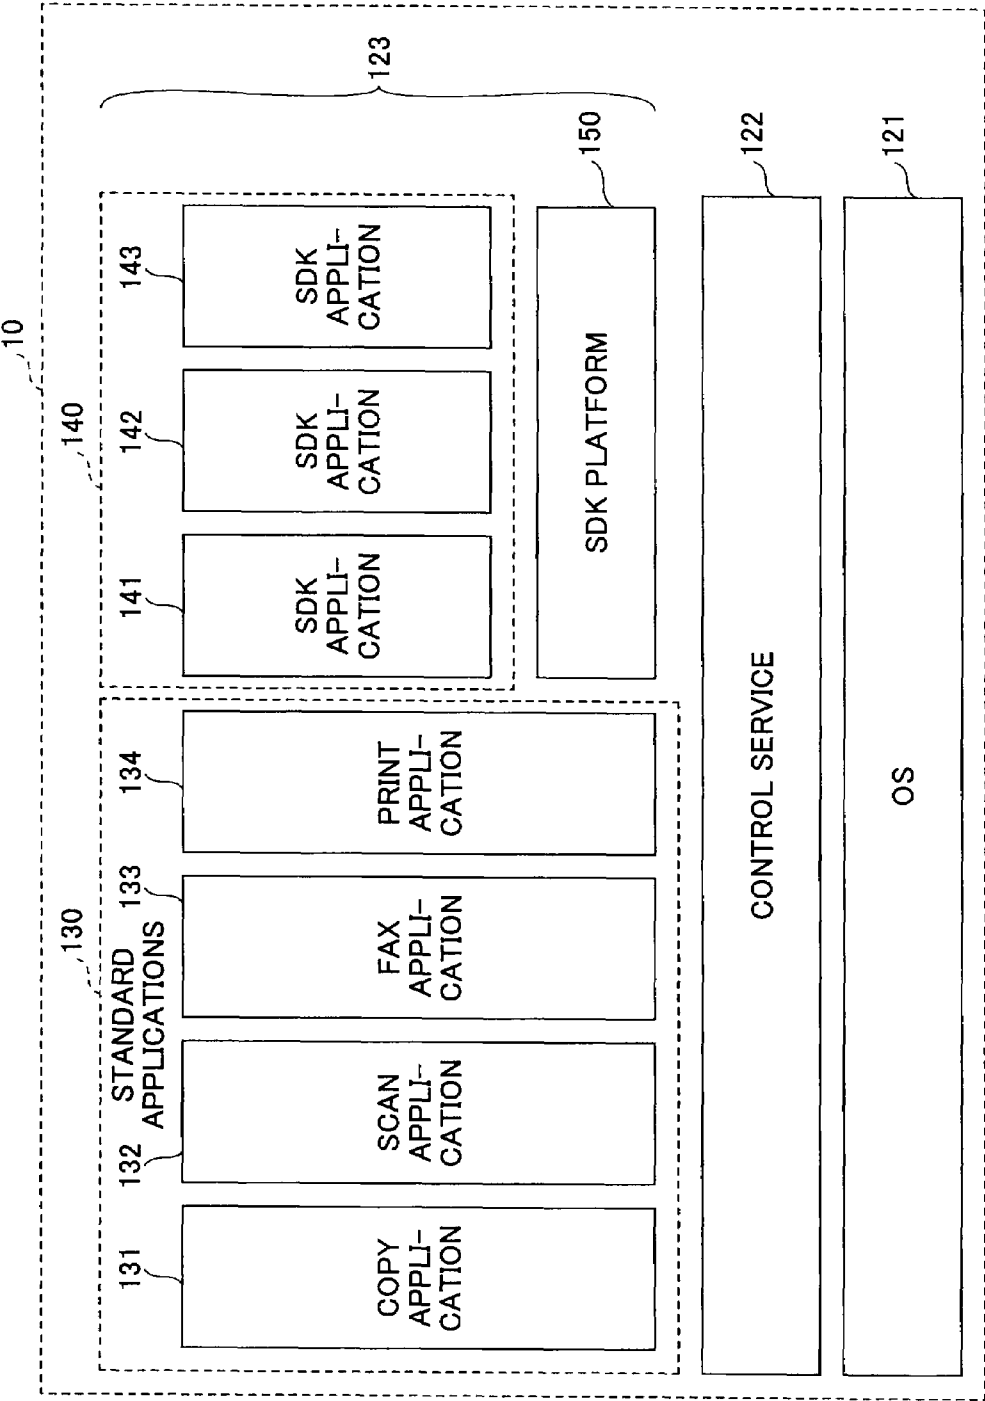 10
140
130
STANDARD
APPLICATIONS
131
132
133
134
141
142
143
123
COPY
APPLI-
CATION
SCAN
APPLI-
CATION
FAX
APPLI-
CATION
PRINT
APPLI-
CATION
SDK
APPLI-
CATION
SDK
APPLI-
CATION
SDK
APPLI-
CATION
SDK PLATFORM
150
CONTROL SERVICE
122
OS
121